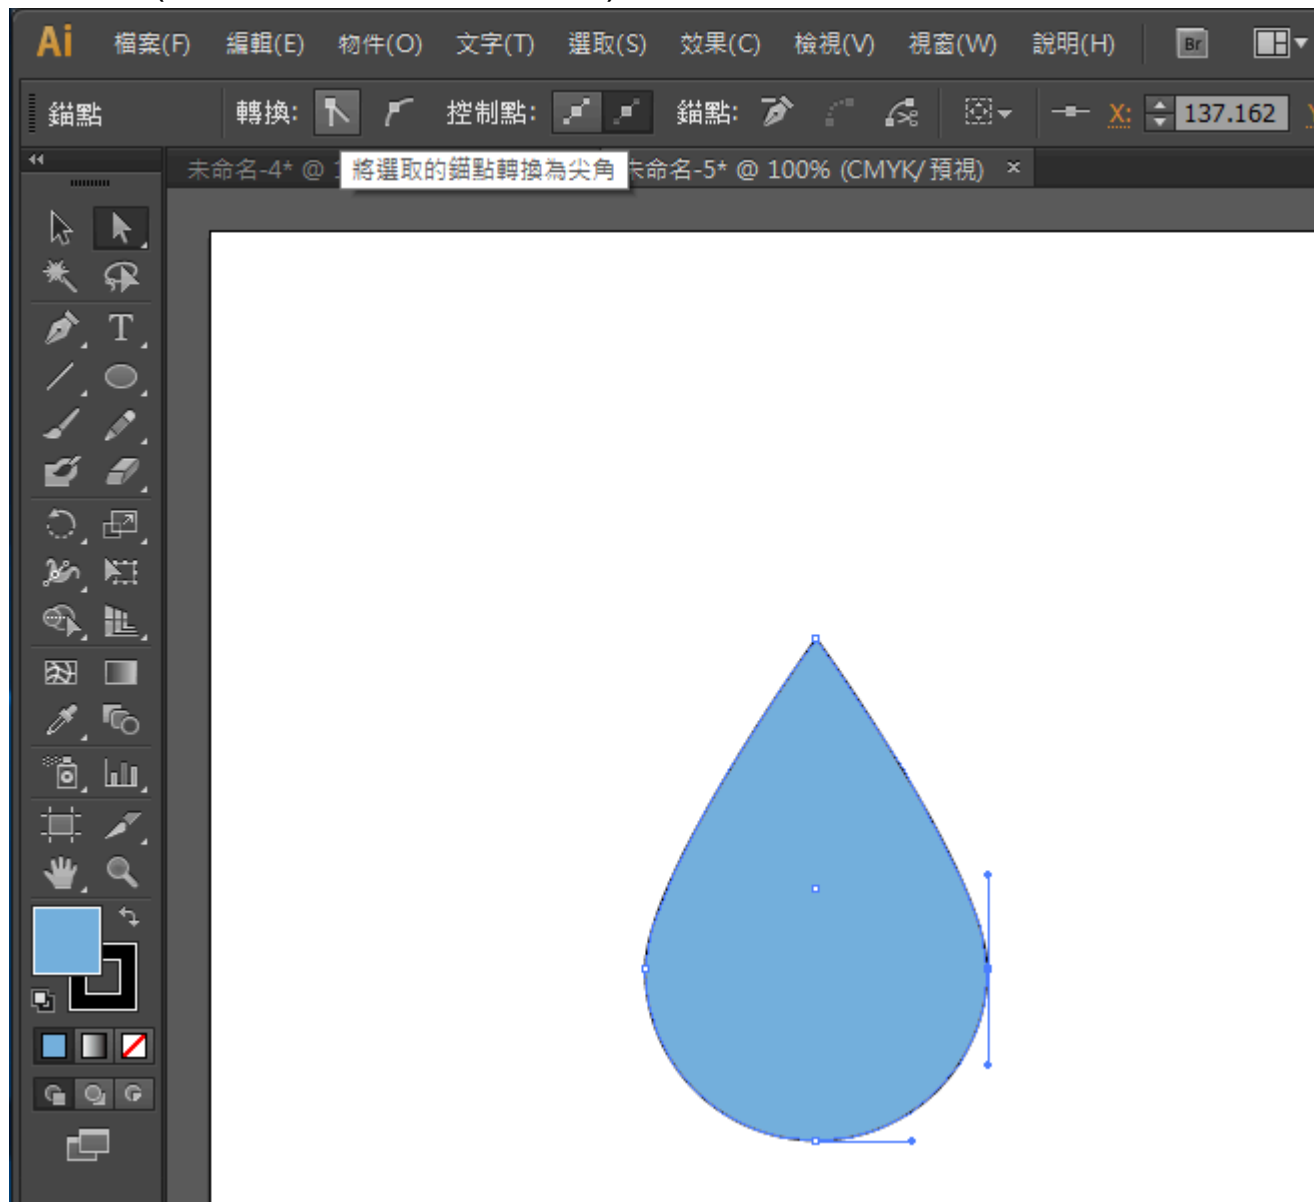 Ai 檔案(F) 編輯(E) 物件(O) 文字(T) 選取(S) 效果(C) 檢視(V) 視窗(W) 說明(H) Br
錨點 轉換: 控制點: 錨點: X: 137.162
未命名-4* @ 將選取的錨點轉換為尖角 未命名-5* @ 100% (CMYK/預視) ×
T